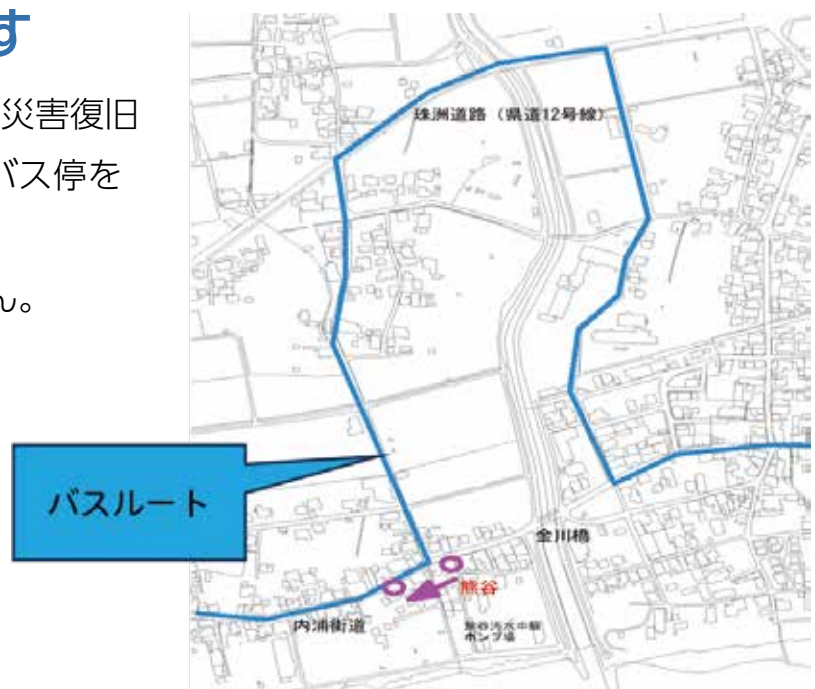 す
災害復旧
バス停を
ん。
珠洲道路（県道12号線）
バスルート
金川橋
熊谷
内浦街道
熊谷汚水中継
ポンプ場